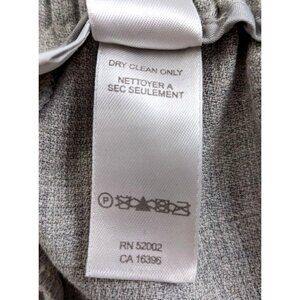 DRY CLEAN ONLY
NETTOYER A
SEC SEULEMENT
P
RN 52002
CA 16396